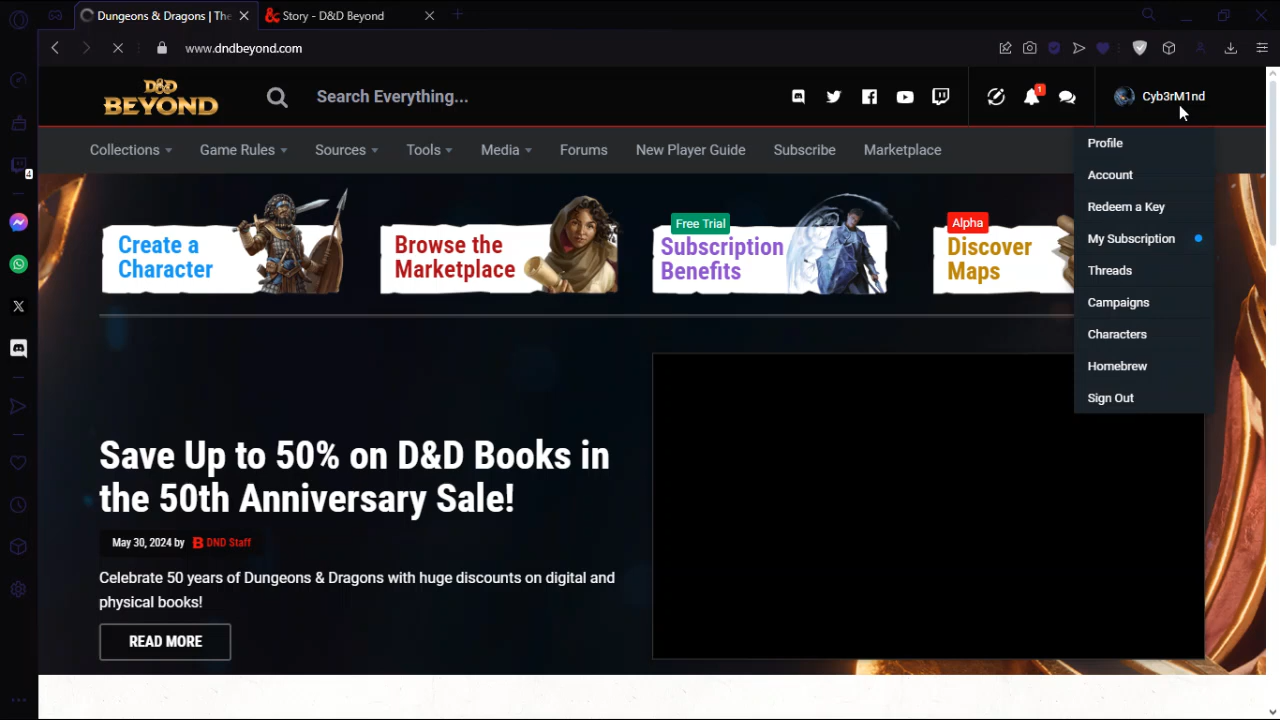 Dungeons & Dragons | The
Story - D&D Beyond
www.dndbeyond.com
D&D
BEYOND
Search Everything...
1
Cyb3rM1nd
Collections
Game Rules
Sources
Tools
Media
Forums
New Player Guide
Subscribe
Marketplace
Profile
Account
Redeem a Key
My Subscription
Threads
Campaigns
Characters
Homebrew
Sign Out
4
Create a
Character
Browse the
Marketplace
Free Trial
Subscription
Benefits
Alpha
Discover
Maps
Save Up to 50% on D&D Books in
the 50th Anniversary Sale!
May 30, 2024 by B DND Staff
Celebrate 50 years of Dungeons & Dragons with huge discounts on digital and
physical books!
READ MORE